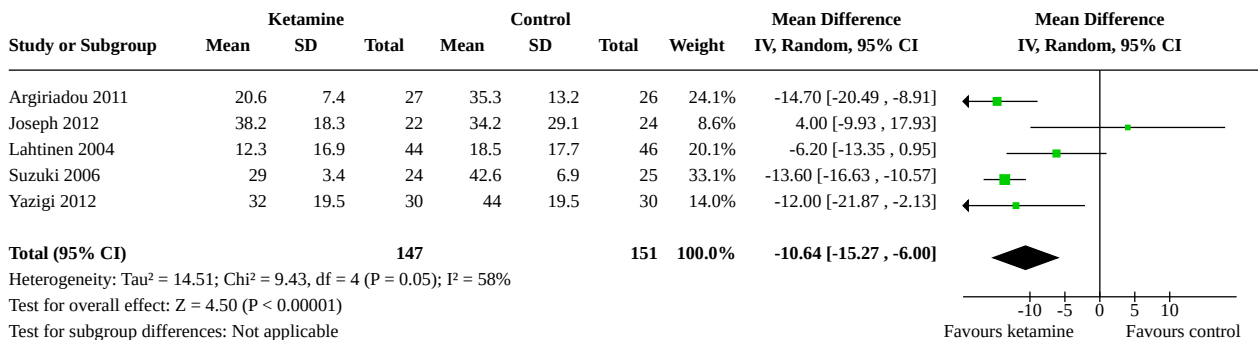 Ketamine Control Mean Difference Mean Difference
Study or Subgroup Mean SD Total Mean SD Total Weight IV, Random, 95% CI IV, Random, 95% CI
Argiriadou 2011 20.6 7.4 27 35.3 13.2 26 24.1% -14.70 [-20.49 , -8.91]
Joseph 2012 38.2 18.3 22 34.2 29.1 24 8.6% 4.00 [-9.93 , 17.93]
Lahtinen 2004 12.3 16.9 44 18.5 17.7 46 20.1% -6.20 [-13.35 , 0.95]
Suzuki 2006 29 3.4 24 42.6 6.9 25 33.1% -13.60 [-16.63 , -10.57]
Yazigi 2012 32 19.5 30 44 19.5 30 14.0% -12.00 [-21.87 , -2.13]
Total (95% CI) 147 151 100.0% -10.64 [-15.27 , -6.00]
Heterogeneity: Tau² = 14.51; Chi² = 9.43, df = 4 (P = 0.05); I² = 58%
Test for overall effect: Z = 4.50 (P < 0.00001)
-10 -5 0 5 10
Test for subgroup differences: Not applicable Favours ketamine Favours control